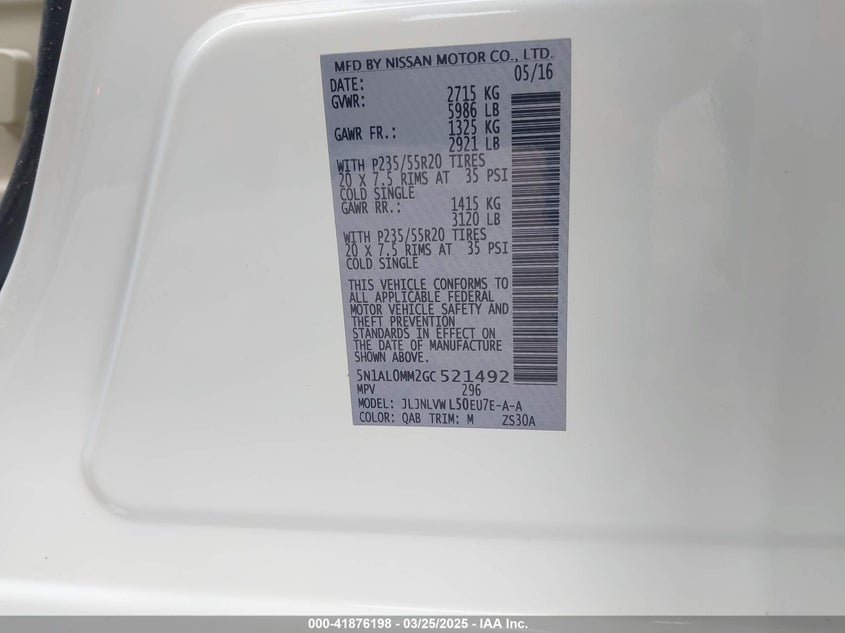 MFD BY NISSAN MOTOR CO., LTD.
DATE: 05/16
GVWR: 2715 KG
5986 LB
GAWR FR.: 1325 KG
2921 LB
WITH P235/55R20 TIRES
20 X 7.5 RIMS AT 35 PSI
COLD SINGLE
GAWR RR.: 1415 KG
3120 LB
WITH P235/55R20 TIRES
20 X 7.5 RIMS AT 35 PSI
COLD SINGLE
THIS VEHICLE CONFORMS TO
ALL APPLICABLE FEDERAL
MOTOR VEHICLE SAFETY AND
THEFT PREVENTION
STANDARDS IN EFFECT ON
THE DATE OF MANUFACTURE
SHOWN ABOVE.
5N1AL0MM2GC521492
MPV 296
MODEL: JLJNLVWL50EU7E-A-A
COLOR: QAB TRIM: M ZS30A
000-41876198 - 03/25/2025 - IAA Inc.